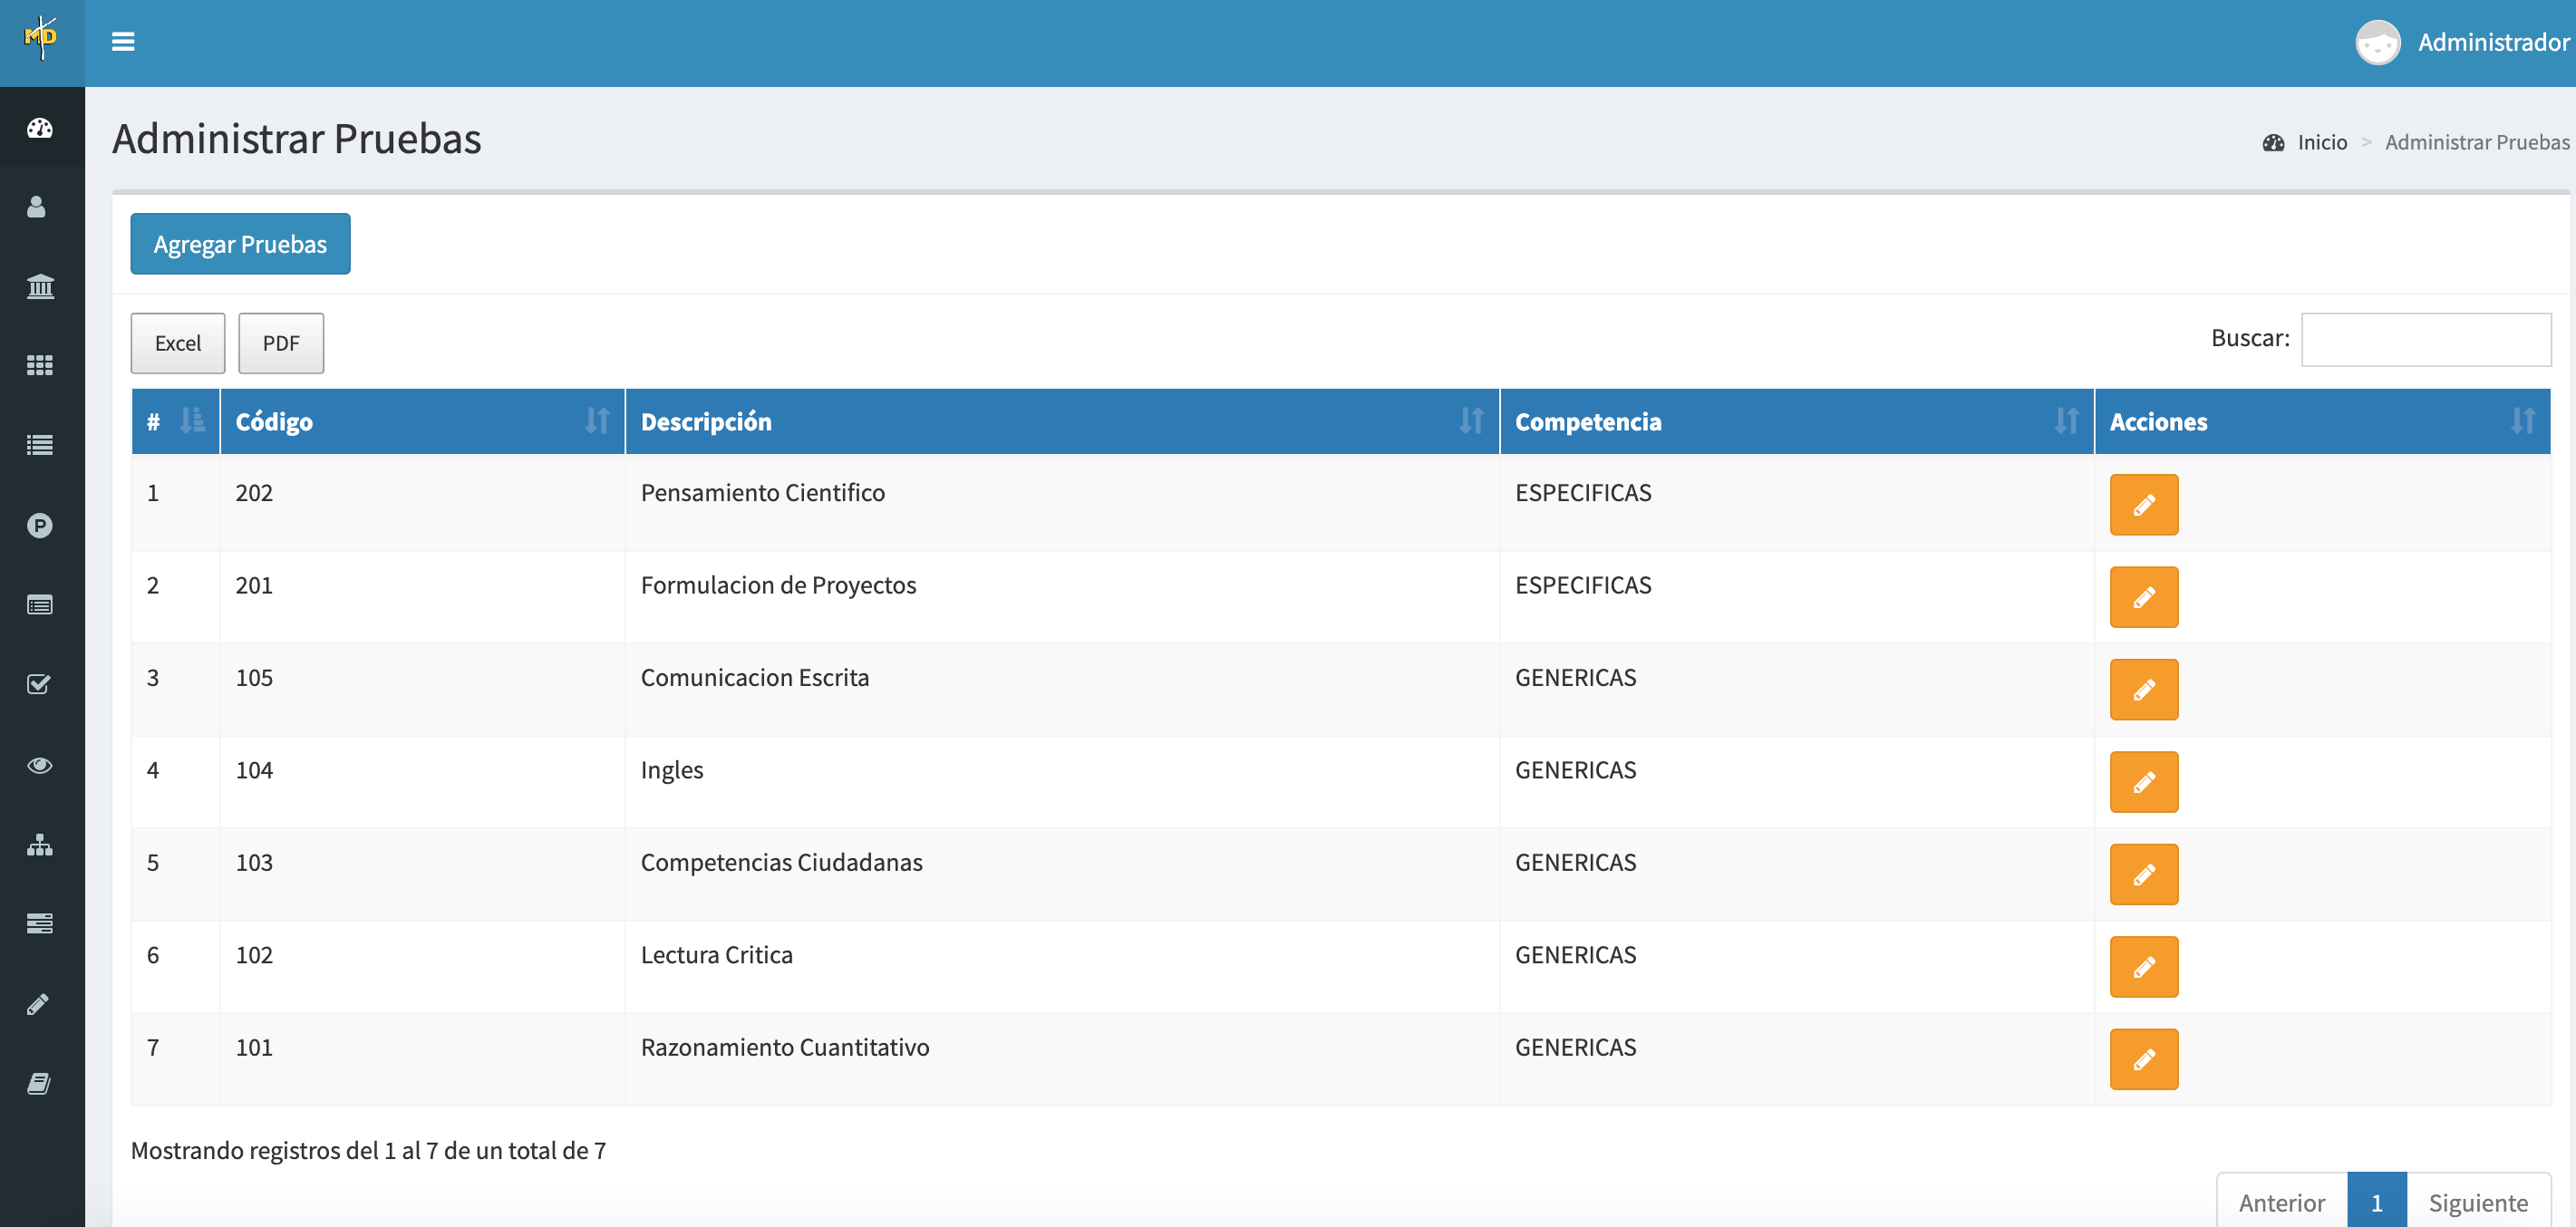 MD
Administrador
Administrar Pruebas
Inicio > Administrar Pruebas
Agregar Pruebas
Excel PDF Buscar:
# Código Descripción Competencia Acciones
1 202 Pensamiento Cientifico ESPECIFICAS
2 201 Formulacion de Proyectos ESPECIFICAS
3 105 Comunicacion Escrita GENERICAS
4 104 Ingles GENERICAS
5 103 Competencias Ciudadanas GENERICAS
6 102 Lectura Critica GENERICAS
7 101 Razonamiento Cuantitativo GENERICAS
Mostrando registros del 1 al 7 de un total de 7
Anterior 1 Siguiente